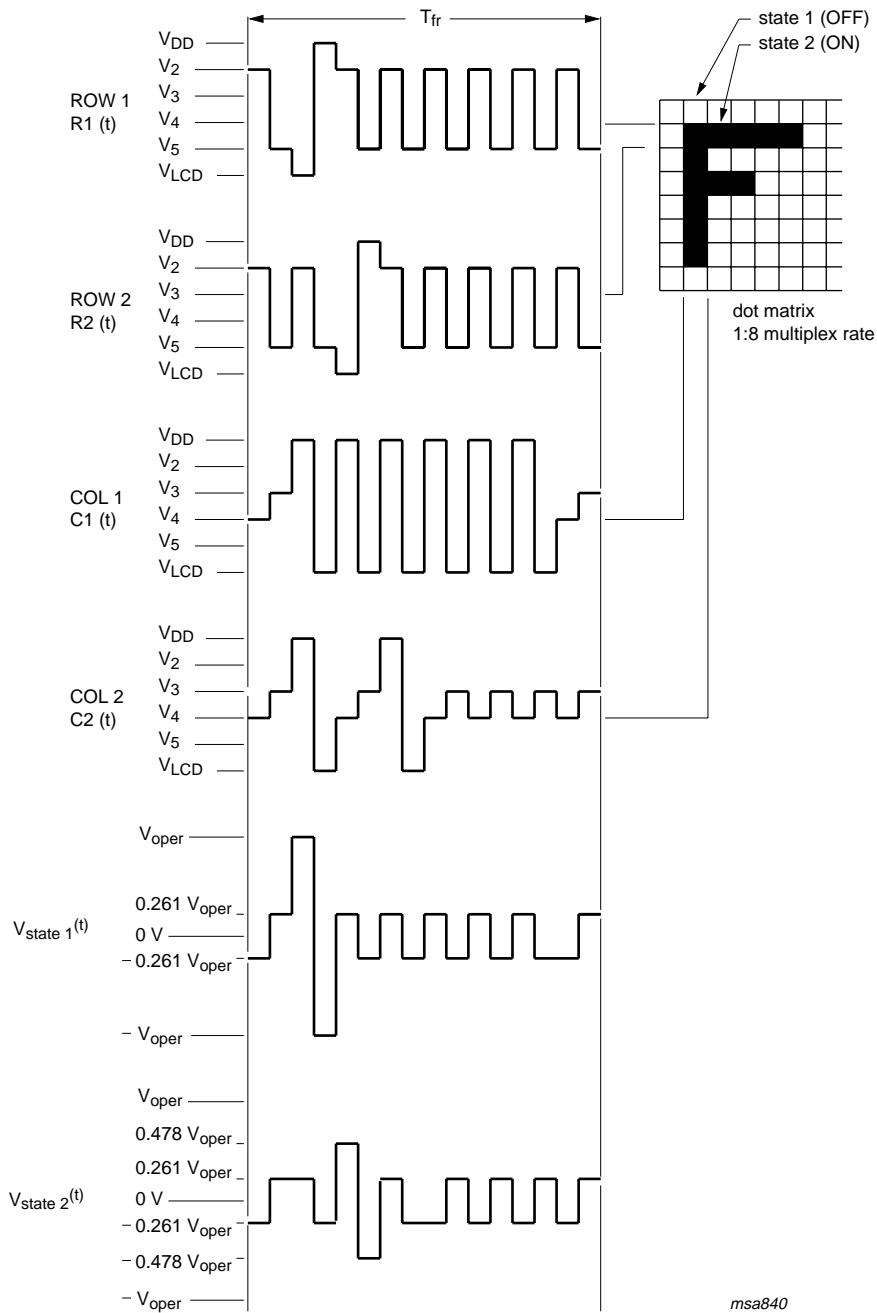 T_fr
state 1 (OFF)
state 2 (ON)
ROW 1
R1 (t)
V_DD
V_2
V_3
V_4
V_5
V_LCD
ROW 2
R2 (t)
V_DD
V_2
V_3
V_4
V_5
V_LCD
dot matrix
1:8 multiplex rate
COL 1
C1 (t)
V_DD
V_2
V_3
V_4
V_5
V_LCD
COL 2
C2 (t)
V_DD
V_2
V_3
V_4
V_5
V_LCD
V_state 1(t)
V_oper
0.261 V_oper
0 V
− 0.261 V_oper
− V_oper
V_state 2(t)
V_oper
0.478 V_oper
0.261 V_oper
0 V
− 0.261 V_oper
− 0.478 V_oper
− V_oper
msa840